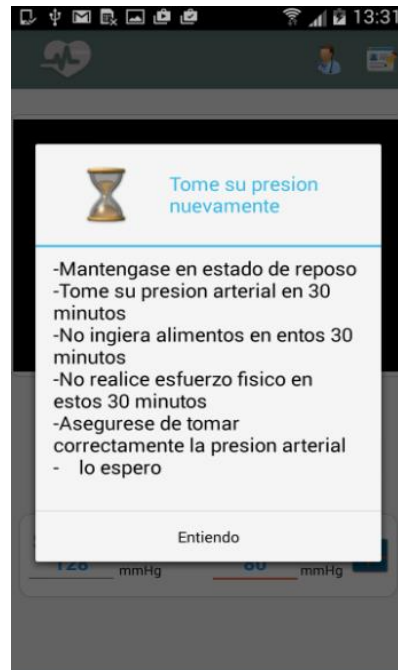 13:31
Tome su presion
nuevamente
-Mantengase en estado de reposo
-Tome su presion arterial en 30
minutos
-No ingiera alimentos en entos 30
minutos
-No realice esfuerzo fisico en
estos 30 minutos
-Asegurese de tomar
correctamente la presion arterial
- lo espero
Entiendo
128 mmHg 80 mmHg